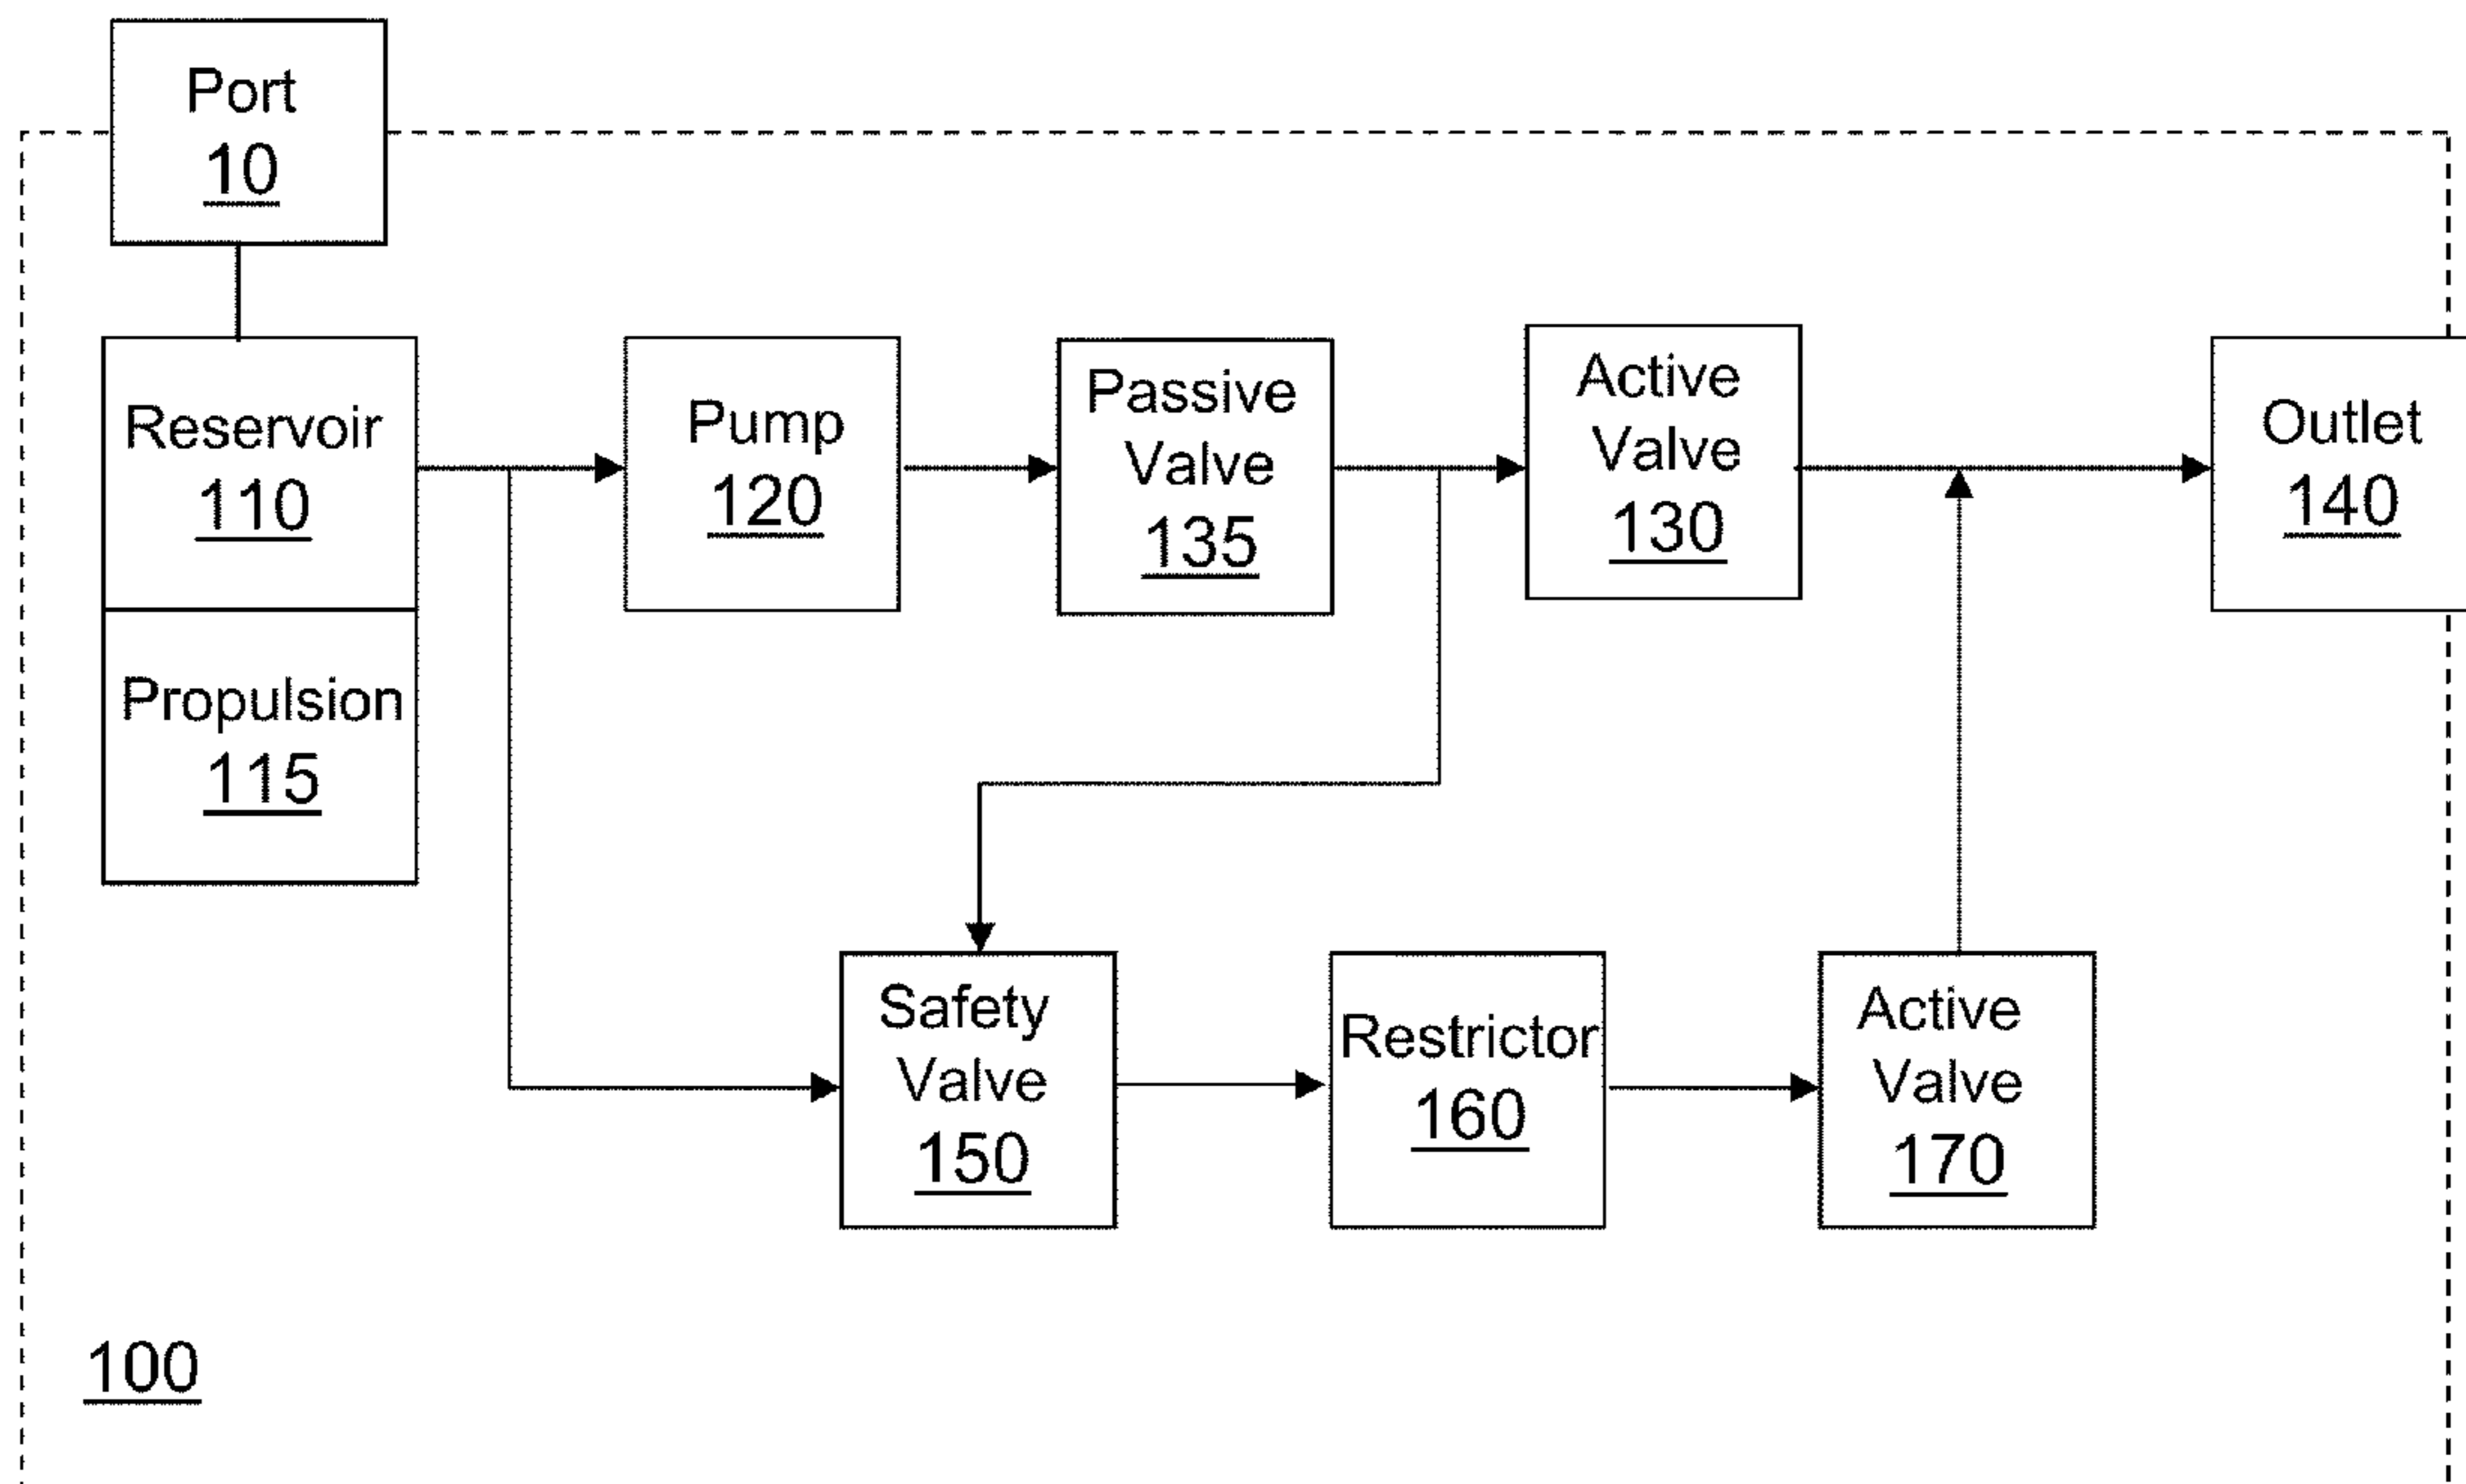 Port
10
Reservoir
110
Propulsion
115
Pump
120
Passive
Valve
135
Active
Valve
130
Outlet
140
Safety
Valve
150
Restrictor
160
Active
Valve
170
100